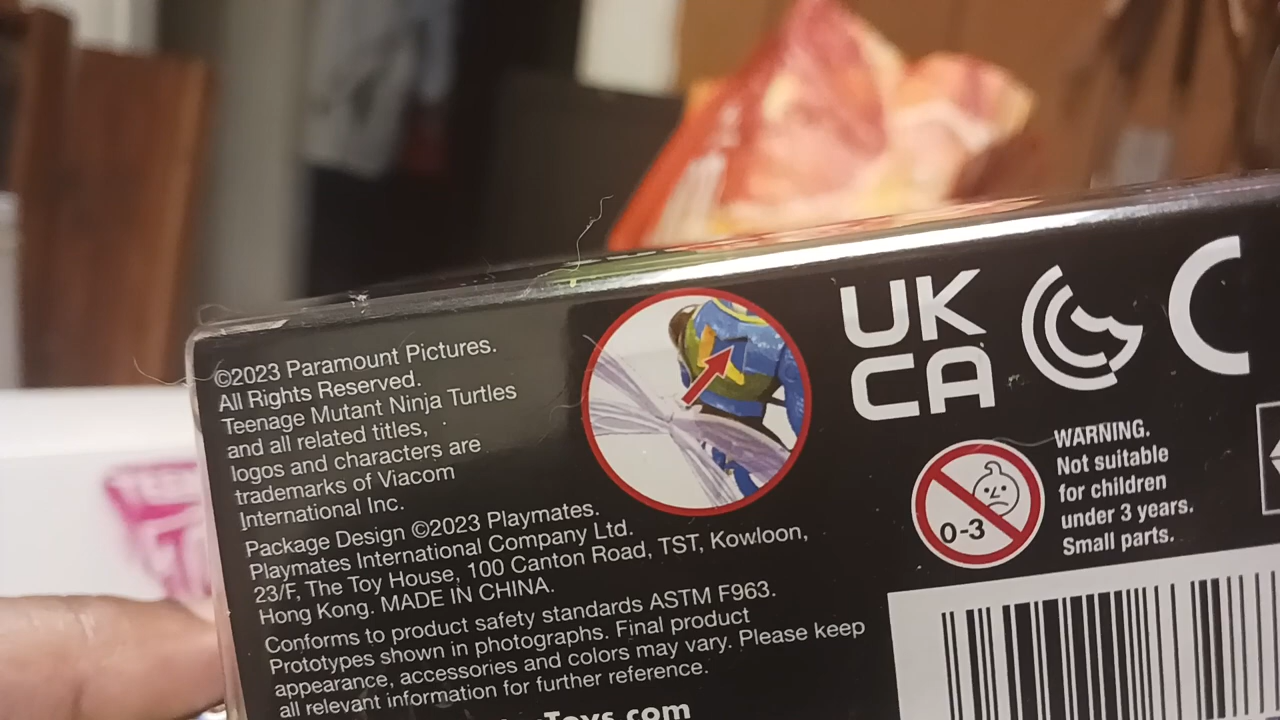 ©2023 Paramount Pictures.
All Rights Reserved.
Teenage Mutant Ninja Turtles
and all related titles,
logos and characters are
trademarks of Viacom
International Inc.
Package Design ©2023 Playmates.
Playmates International Company Ltd.
23/F, The Toy House, 100 Canton Road, TST, Kowloon,
Hong Kong. MADE IN CHINA.
Conforms to product safety standards ASTM F963.
Prototypes shown in photographs. Final product
appearance, accessories and colors may vary. Please keep
all relevant information for further reference.
Toys.com
UK
CA
0-3
WARNING.
Not suitable
for children
under 3 years.
Small parts.